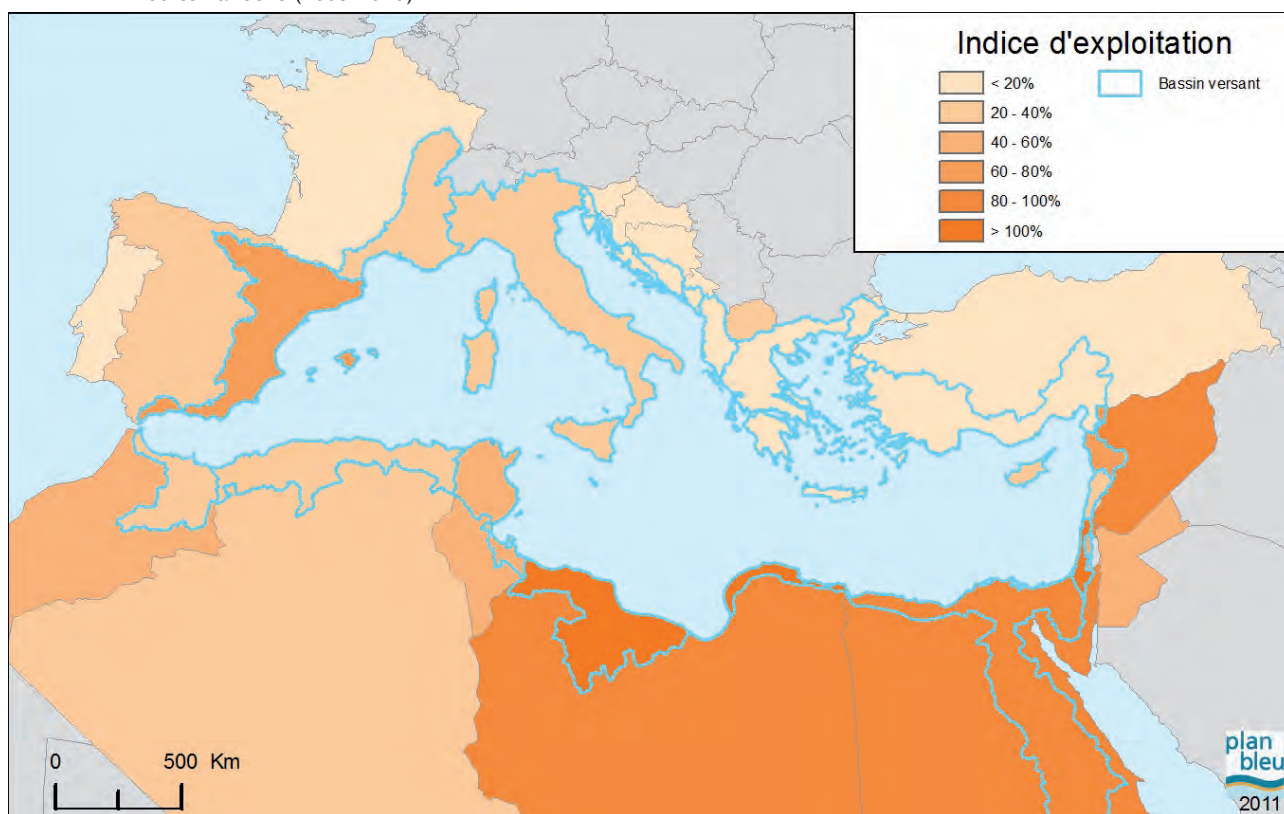 Indice d'exploitation
< 20%
20 - 40%
40 - 60%
60 - 80%
80 - 100%
> 100%
Bassin versant
0 500 Km
plan
bleu
2011